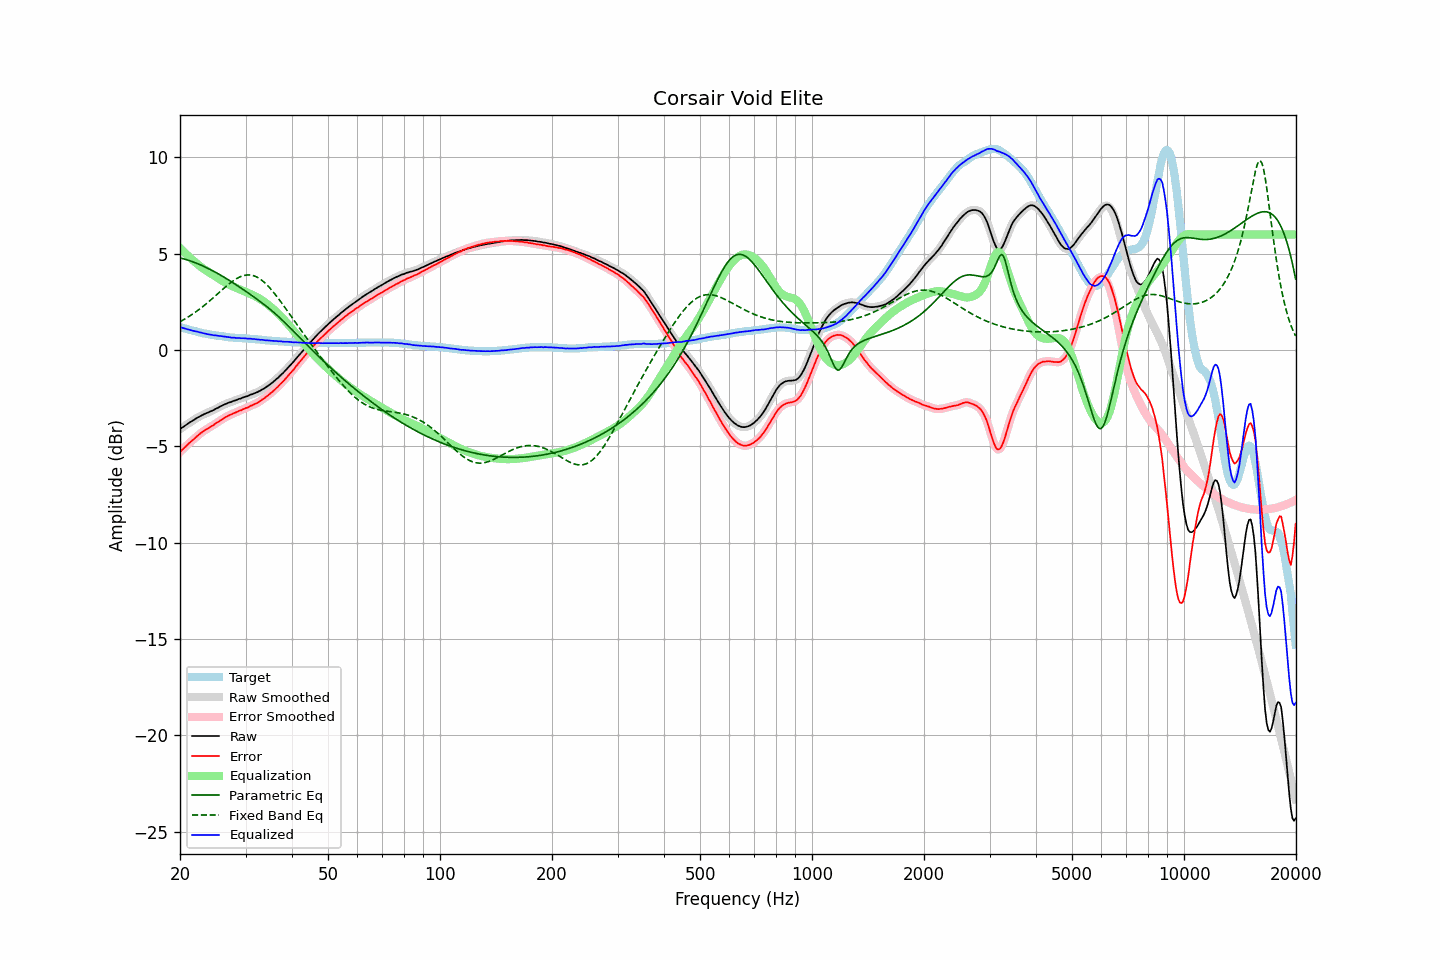 Corsair Void Elite
10
5
0
−5
−10
−15
−20
−25
Amplitude (dBr)
Target
Raw Smoothed
Error Smoothed
Raw
Error
Equalization
Parametric Eq
Fixed Band Eq
Equalized
20 50 100 200 500 1000 2000 5000 10000 20000
Frequency (Hz)